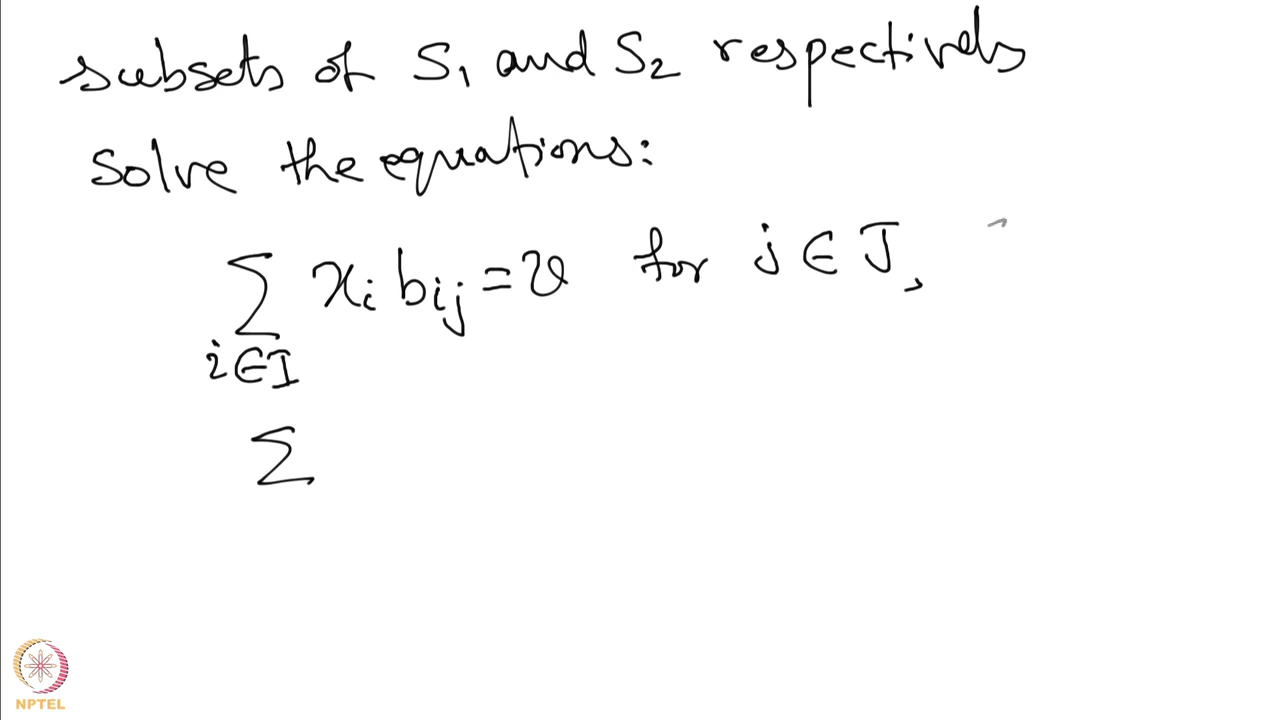 subsets of S₁ and S₂ respectively
Solve the equations:
∑ xᵢ bᵢⱼ = v for j ∈ J,
i∈I
∑
NPTEL